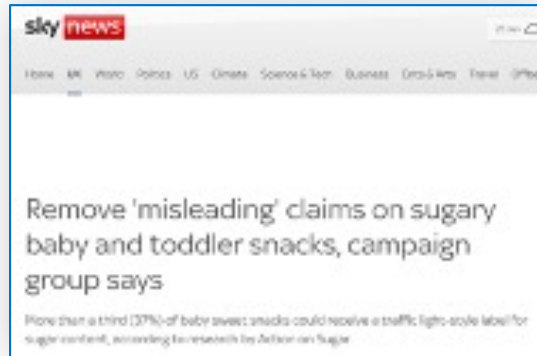 sky news
Home UK World Politics US Climate Science & Tech Business Ents & Arts Travel
Remove 'misleading' claims on sugary
baby and toddler snacks, campaign
group says
More than a third (37%) of baby sweet snacks could receive a traffic light-style label for
sugar content, according to research by Action on Sugar